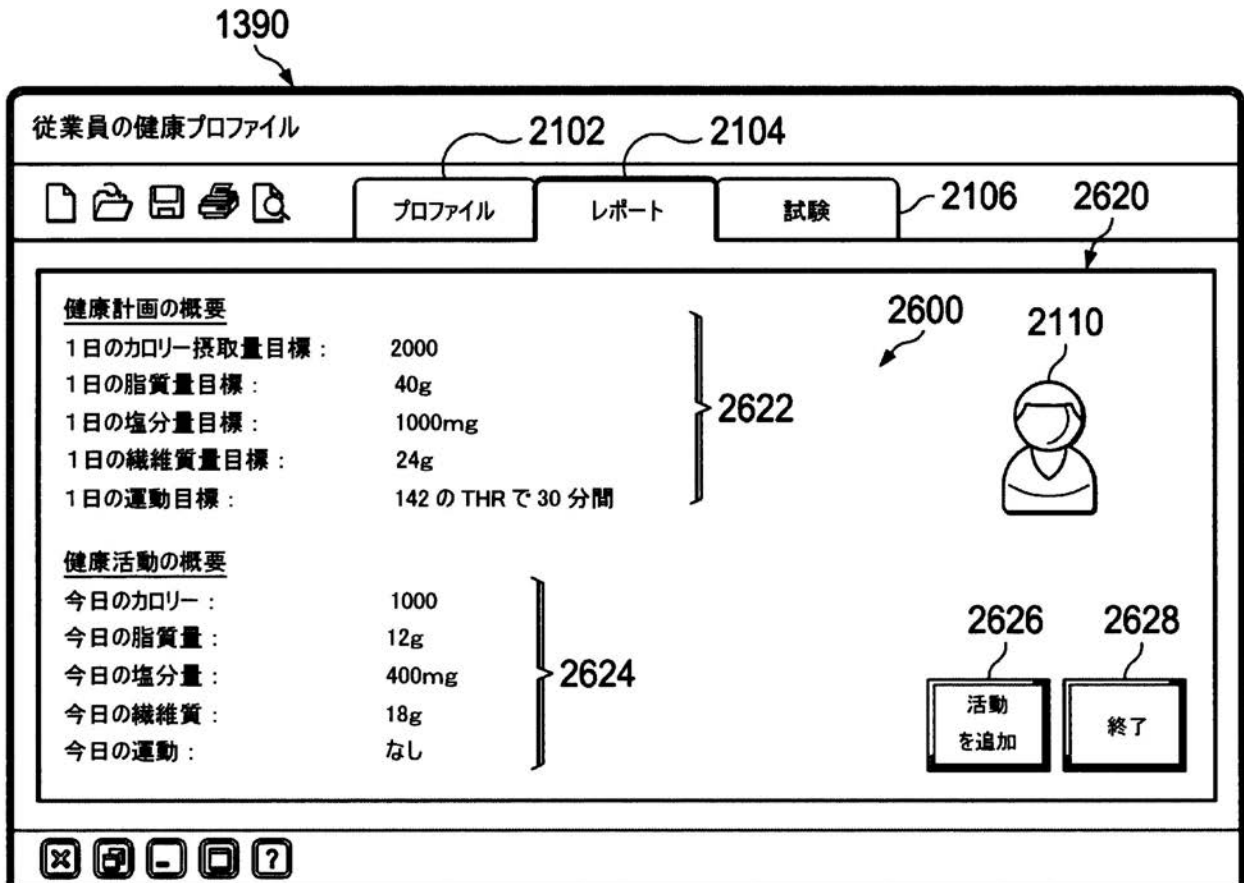 1390
従業員の健康プロファイル
2102
2104
プロファイル
レポート
試験
2106
2620
健康計画の概要
1日のカロリー摂取量目標： 2000
1日の脂質量目標： 40g
1日の塩分量目標： 1000mg
1日の繊維質量目標： 24g
1日の運動目標： 142 の THR で 30 分間
2622
2600
2110
健康活動の概要
今日のカロリー： 1000
今日の脂質量： 12g
今日の塩分量： 400mg
今日の繊維質： 18g
今日の運動： なし
2624
2626
2628
活動
を追加
終了
?